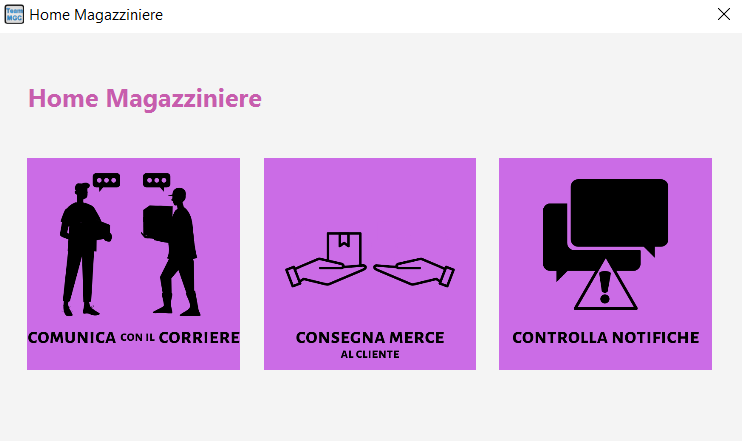 Team
MGC
Home Magazziniere
Home Magazziniere
COMUNICA CON IL CORRIERE
CONSEGNA MERCE
AL CLIENTE
CONTROLLA NOTIFICHE